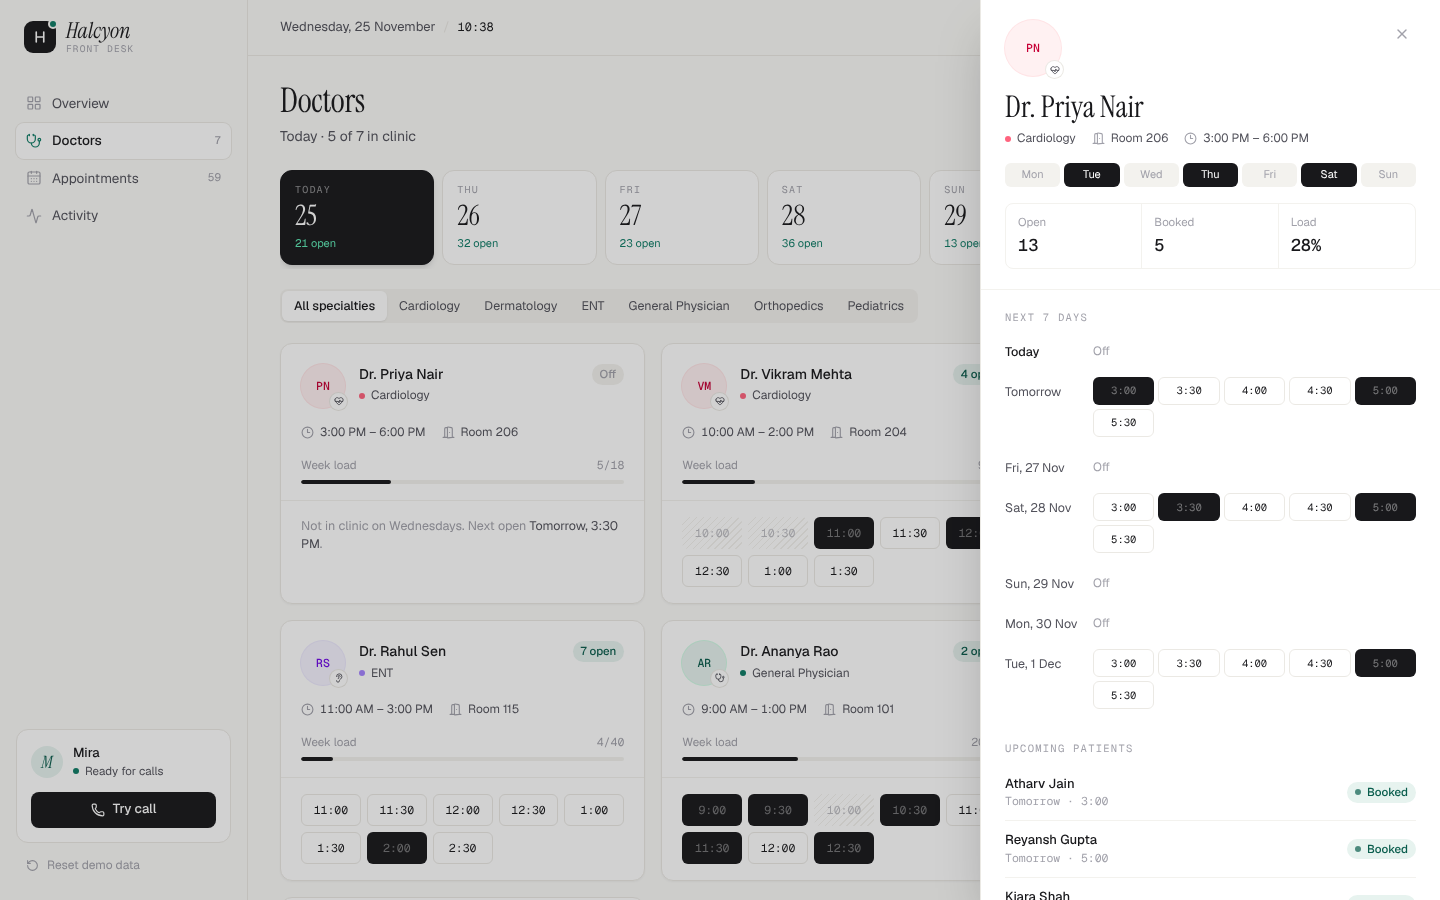 H
Halcyon
FRONT DESK
Overview
Doctors 7
Appointments 59
Activity
M
Mira
Ready for calls
Try call
Reset demo data
Wednesday, 25 November / 10:38
Doctors
Today · 5 of 7 in clinic
TODAY
25
21 open
THU
26
32 open
FRI
27
23 open
SAT
28
36 open
SUN
29
13 open
All specialties Cardiology Dermatology ENT General Physician Orthopedics Pediatrics
PN
Dr. Priya Nair
Cardiology
Off
3:00 PM – 6:00 PM Room 206
Week load 5/18
Not in clinic on Wednesdays. Next open Tomorrow, 3:30
PM.
VM
Dr. Vikram Mehta
Cardiology
10:00 AM – 2:00 PM Room 204
Week load
10:00 10:30 11:00 11:30
12:30 1:00 1:30
RS
Dr. Rahul Sen
ENT
7 open
11:00 AM – 3:00 PM Room 115
Week load 4/40
11:00 11:30 12:00 12:30 1:00
1:30 2:00 2:30
AR
Dr. Ananya Rao
General Physician
9:00 AM – 1:00 PM Room 101
Week load
9:00 9:30 10:00 10:30
11:30 12:00 12:30
PN
Dr. Priya Nair
Cardiology Room 206 3:00 PM – 6:00 PM
Mon Tue Wed Thu Fri Sat Sun
Open
13
Booked
5
Load
28%
NEXT 7 DAYS
Today Off
Tomorrow 3:00 3:30 4:00 4:30 5:00
5:30
Fri, 27 Nov Off
Sat, 28 Nov 3:00 3:30 4:00 4:30 5:00
5:30
Sun, 29 Nov Off
Mon, 30 Nov Off
Tue, 1 Dec 3:00 3:30 4:00 4:30 5:00
5:30
UPCOMING PATIENTS
Atharv Jain
Tomorrow · 3:00
Booked
Reyansh Gupta
Tomorrow · 5:00
Booked
Kiara Shah